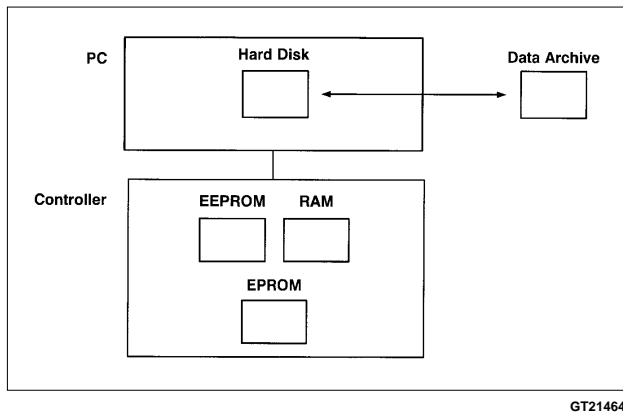 PC
Hard Disk
Data Archive
Controller
EEPROM
RAM
EPROM
GT21464